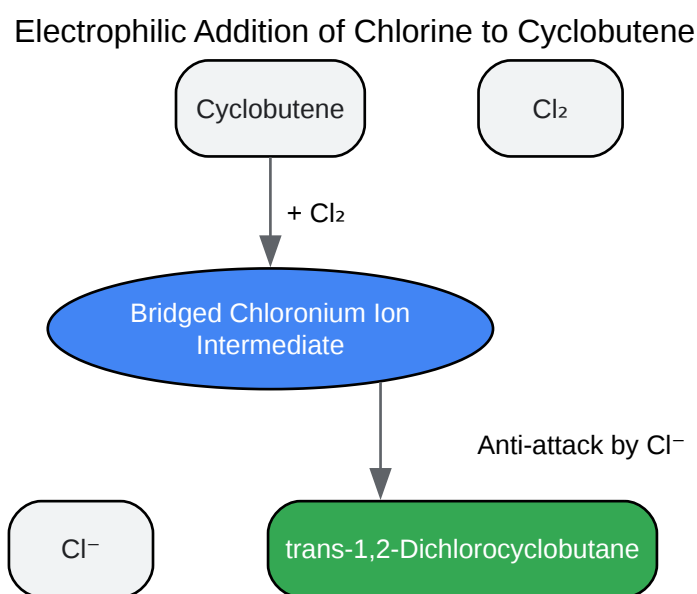 Electrophilic Addition of Chlorine to Cyclobutene
Cyclobutene
Cl₂
+ Cl₂
Bridged Chloronium Ion
Intermediate
Anti-attack by Cl⁻
Cl⁻
trans-1,2-Dichlorocyclobutane